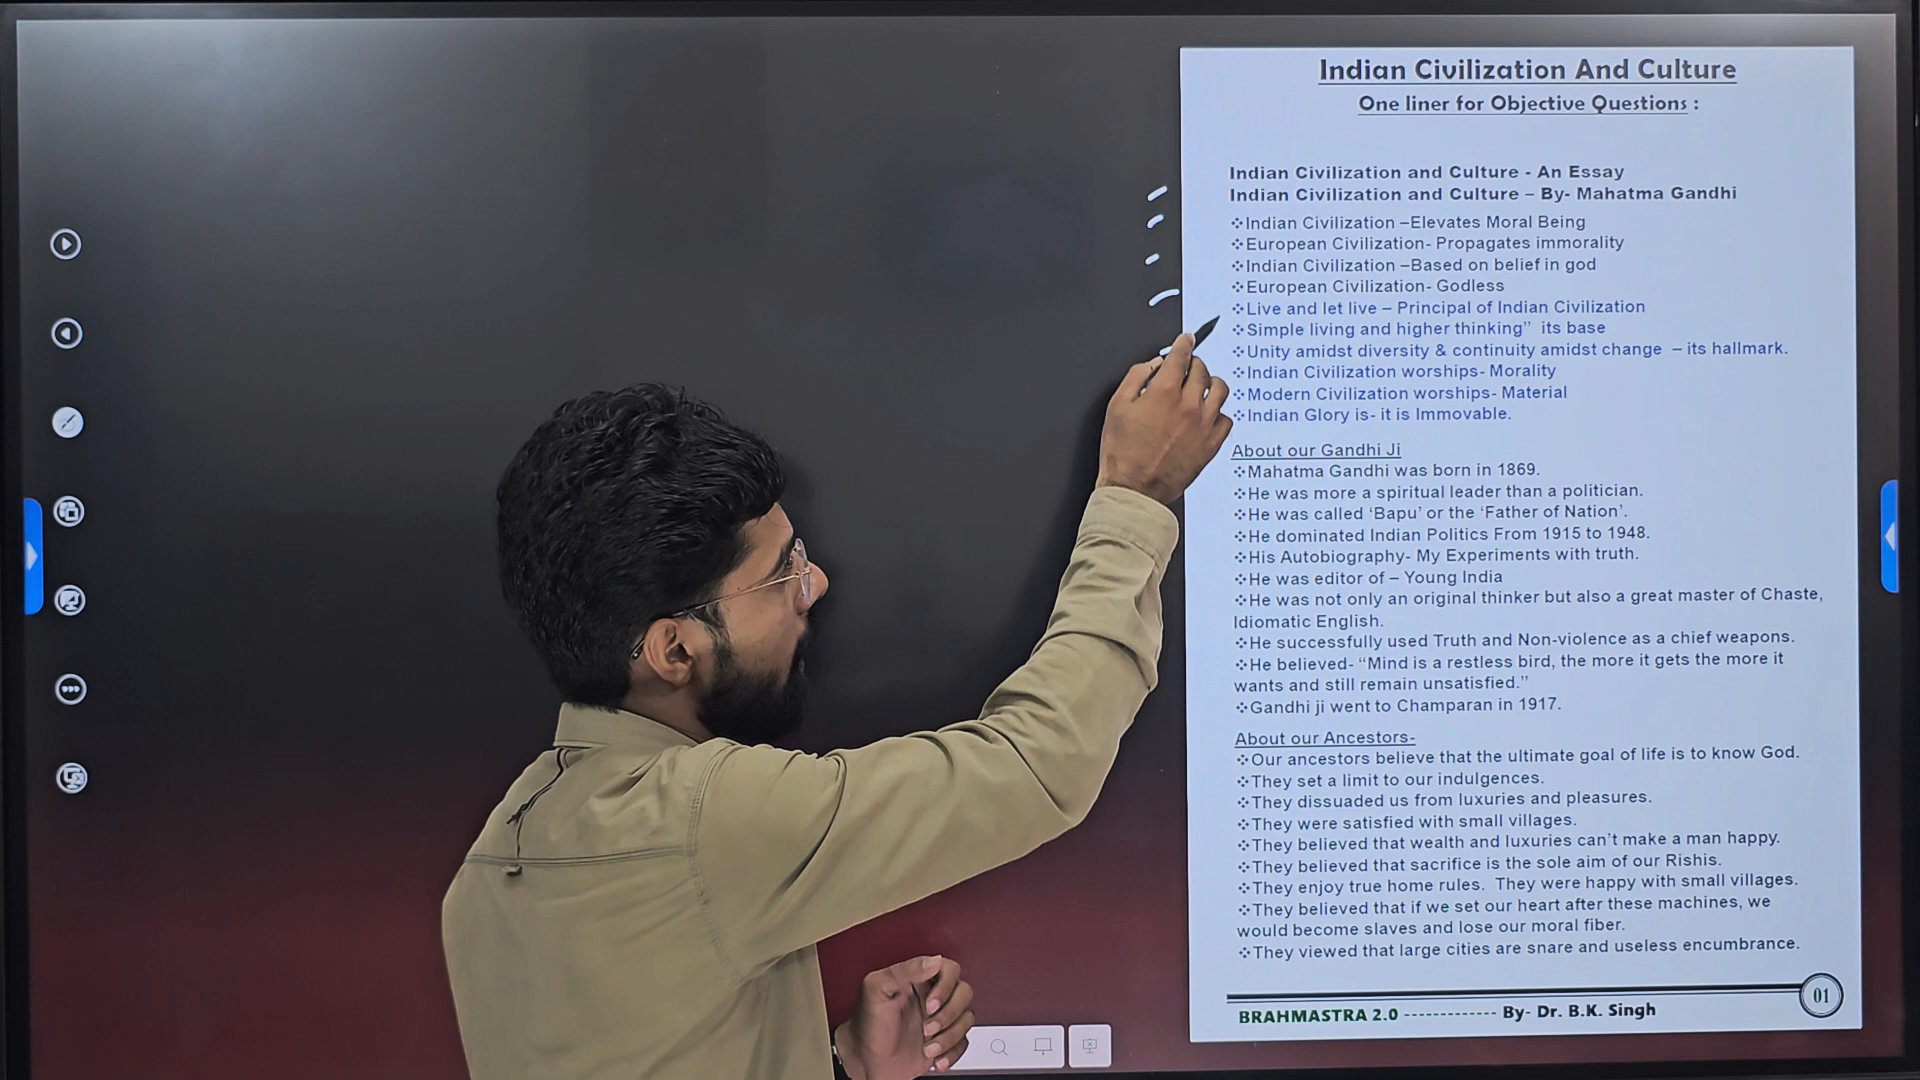 Indian Civilization And Culture
One liner for Objective Questions :
Indian Civilization and Culture - An Essay
Indian Civilization and Culture – By- Mahatma Gandhi
❖Indian Civilization –Elevates Moral Being
❖European Civilization- Propagates immorality
❖Indian Civilization –Based on belief in god
❖European Civilization- Godless
❖Live and let live – Principal of Indian Civilization
❖Simple living and higher thinking” its base
❖Unity amidst diversity & continuity amidst change – its hallmark.
❖Indian Civilization worships- Morality
❖Modern Civilization worships- Material
❖Indian Glory is- it is Immovable.
About our Gandhi Ji
❖Mahatma Gandhi was born in 1869.
❖He was more a spiritual leader than a politician.
❖He was called ‘Bapu’ or the ‘Father of Nation’.
❖He dominated Indian Politics From 1915 to 1948.
❖His Autobiography- My Experiments with truth.
❖He was editor of – Young India
❖He was not only an original thinker but also a great master of Chaste,
Idiomatic English.
❖He successfully used Truth and Non-violence as a chief weapons.
❖He believed- “Mind is a restless bird, the more it gets the more it
wants and still remain unsatisfied.”
❖Gandhi ji went to Champaran in 1917.
About our Ancestors-
❖Our ancestors believe that the ultimate goal of life is to know God.
❖They set a limit to our indulgences.
❖They dissuaded us from luxuries and pleasures.
❖They were satisfied with small villages.
❖They believed that wealth and luxuries can’t make a man happy.
❖They believed that sacrifice is the sole aim of our Rishis.
❖They enjoy true home rules. They were happy with small villages.
❖They believed that if we set our heart after these machines, we
would become slaves and lose our moral fiber.
❖They viewed that large cities are snare and useless encumbrance.
01
BRAHMASTRA 2.0 ------------- By- Dr. B.K. Singh